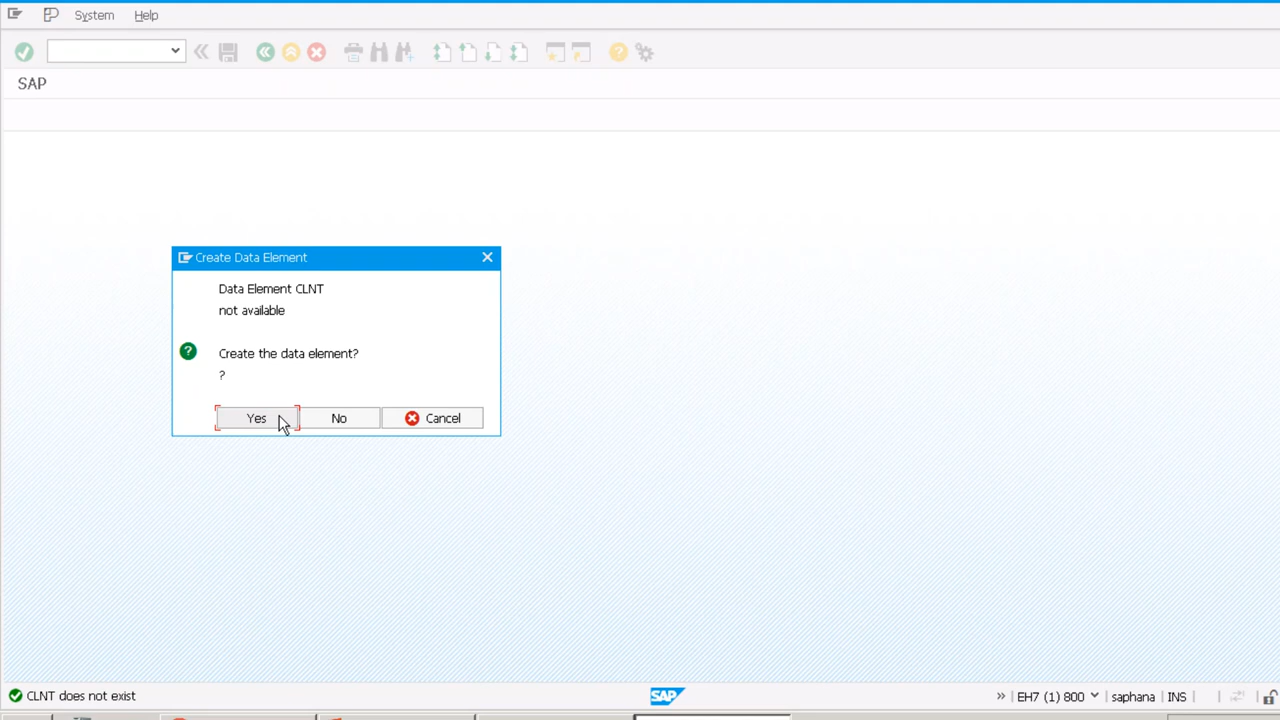 System Help
SAP
Create Data Element
Data Element CLNT
not available
Create the data element?
?
Yes No Cancel
CLNT does not exist
SAP
EH7 (1) 800
saphana
INS